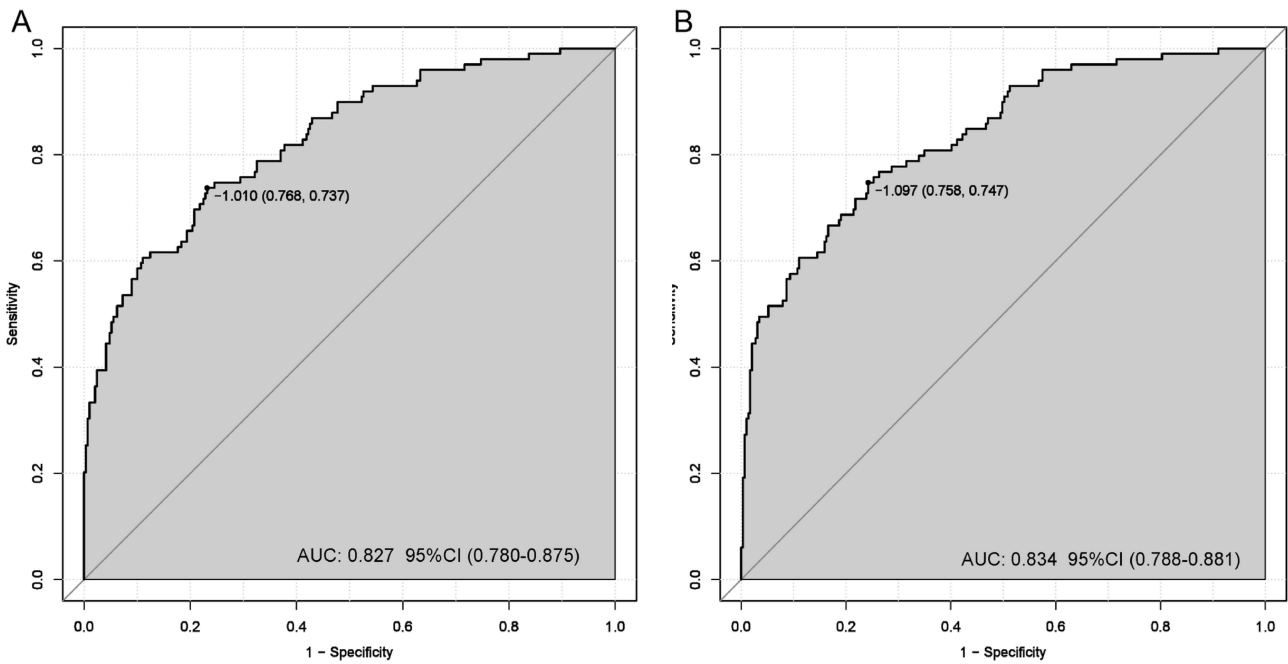 A
1.0
0.8
0.6
0.4
0.2
0.0
Sensitivity
−1.010 (0.768, 0.737)
AUC: 0.827 95%CI (0.780-0.875)
0.0 0.2 0.4 0.6 0.8 1.0
1 − Specificity
B
1.0
0.8
0.6
0.4
0.2
0.0
−1.097 (0.758, 0.747)
AUC: 0.834 95%CI (0.788-0.881)
0.0 0.2 0.4 0.6 0.8 1.0
1 − Specificity